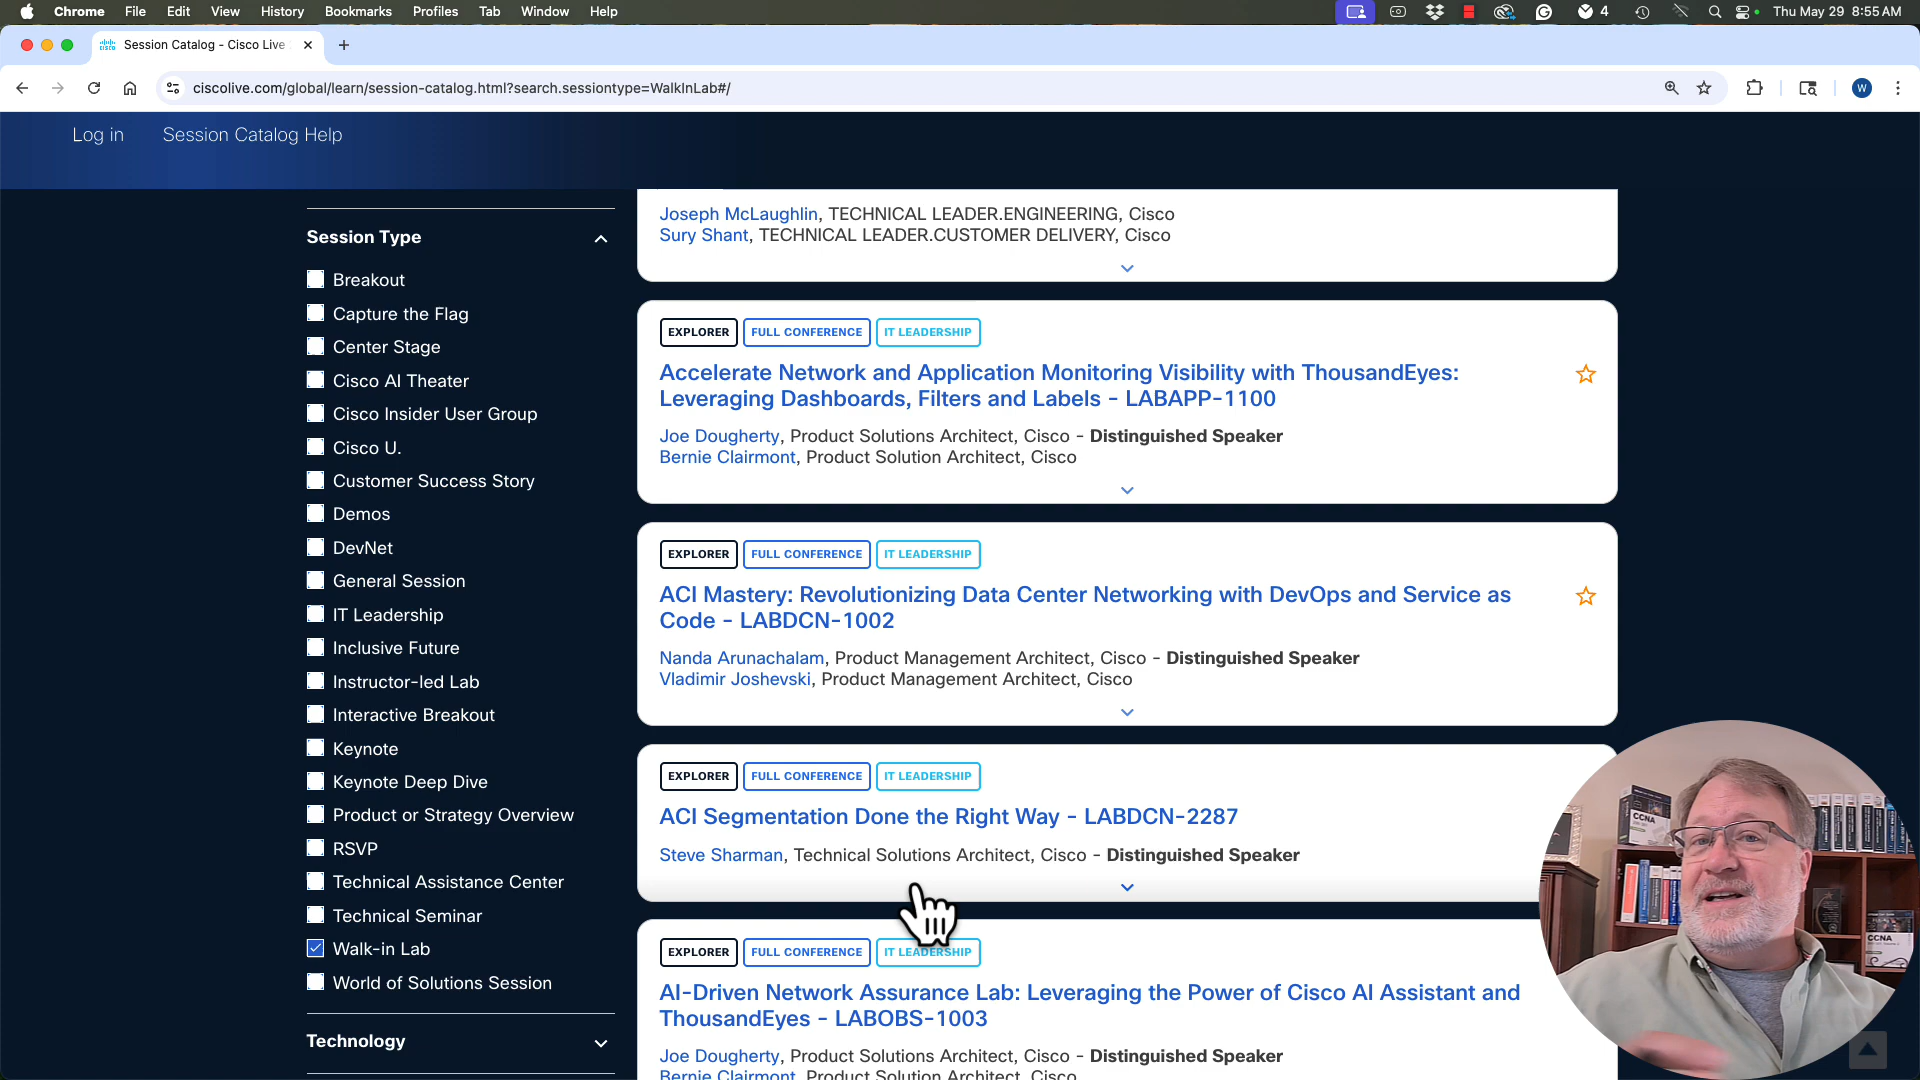 Chrome File Edit View History Bookmarks Profiles Tab Window Help 4 Thu May 29 8:55 AM
Session Catalog - Cisco Live
ciscolive.com/global/learn/session-catalog.html?search.sessiontype=WalkInLab#/
W
Log in Session Catalog Help
Session Type
Breakout
Capture the Flag
Center Stage
Cisco AI Theater
Cisco Insider User Group
Cisco U.
Customer Success Story
Demos
DevNet
General Session
IT Leadership
Inclusive Future
Instructor-led Lab
Interactive Breakout
Keynote
Keynote Deep Dive
Product or Strategy Overview
RSVP
Technical Assistance Center
Technical Seminar
Walk-in Lab
World of Solutions Session
Technology
Joseph McLaughlin, TECHNICAL LEADER.ENGINEERING, Cisco
Sury Shant, TECHNICAL LEADER.CUSTOMER DELIVERY, Cisco
EXPLORER FULL CONFERENCE IT LEADERSHIP
Accelerate Network and Application Monitoring Visibility with ThousandEyes:
Leveraging Dashboards, Filters and Labels - LABAPP-1100
Joe Dougherty, Product Solutions Architect, Cisco - Distinguished Speaker
Bernie Clairmont, Product Solution Architect, Cisco
EXPLORER FULL CONFERENCE IT LEADERSHIP
ACI Mastery: Revolutionizing Data Center Networking with DevOps and Service as
Code - LABDCN-1002
Nanda Arunachalam, Product Management Architect, Cisco - Distinguished Speaker
Vladimir Joshevski, Product Management Architect, Cisco
EXPLORER FULL CONFERENCE IT LEADERSHIP
ACI Segmentation Done the Right Way - LABDCN-2287
Steve Sharman, Technical Solutions Architect, Cisco - Distinguished Speaker
EXPLORER FULL CONFERENCE IT LEADERSHIP
AI-Driven Network Assurance Lab: Leveraging the Power of Cisco AI Assistant and
ThousandEyes - LABOBS-1003
Joe Dougherty, Product Solutions Architect, Cisco - Distinguished Speaker
Bernie Clairmont, Product Solution Architect, Cisco
CCNA
CCNA